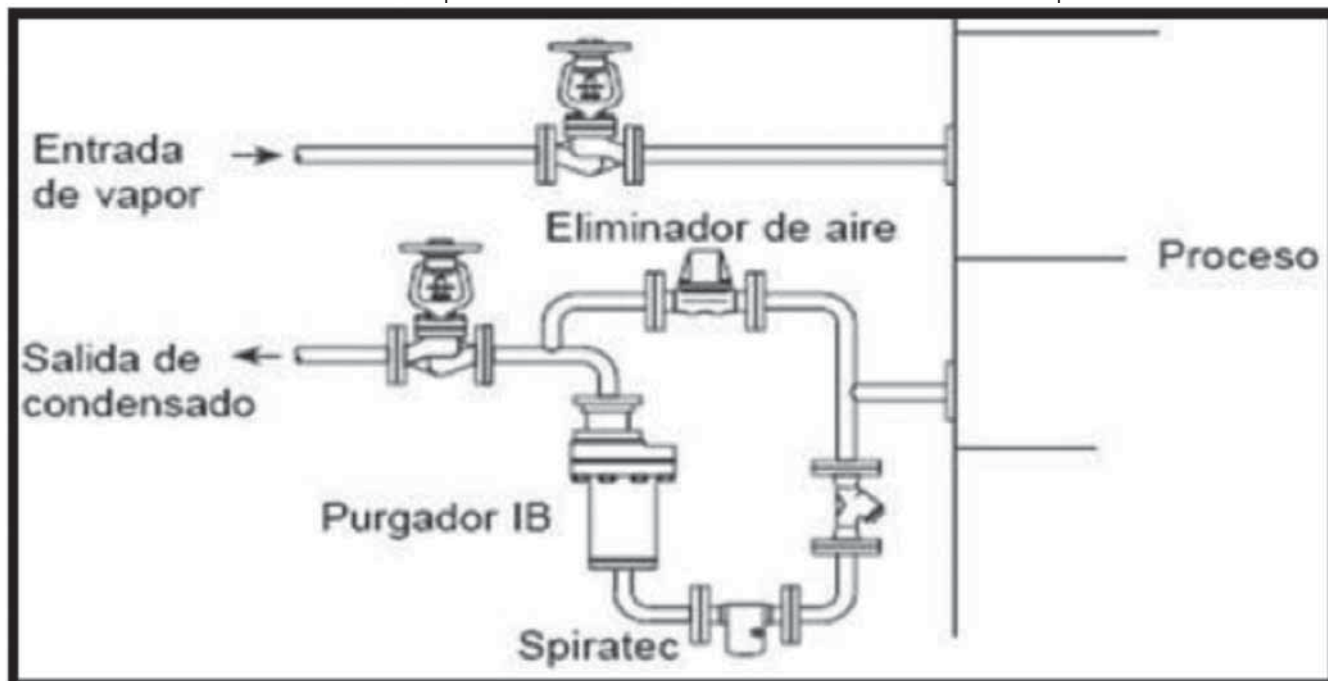 Entrada
de vapor
Eliminador de aire
Proceso
Salida de
condensado
Purgador IB
Spiratec